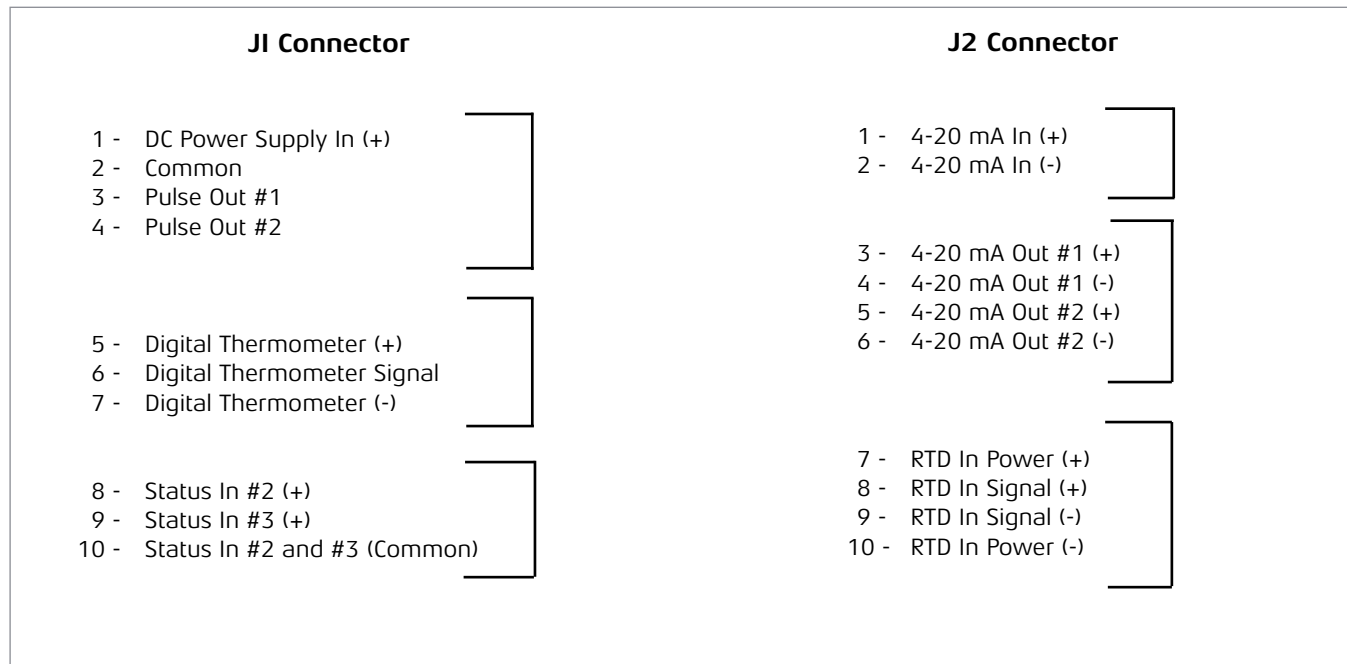 J1 Connector
1 - DC Power Supply In (+)
2 - Common
3 - Pulse Out #1
4 - Pulse Out #2
5 - Digital Thermometer (+)
6 - Digital Thermometer Signal
7 - Digital Thermometer (-)
8 - Status In #2 (+)
9 - Status In #3 (+)
10 - Status In #2 and #3 (Common)
J2 Connector
1 - 4-20 mA In (+)
2 - 4-20 mA In (-)
3 - 4-20 mA Out #1 (+)
4 - 4-20 mA Out #1 (-)
5 - 4-20 mA Out #2 (+)
6 - 4-20 mA Out #2 (-)
7 - RTD In Power (+)
8 - RTD In Signal (+)
9 - RTD In Signal (-)
10 - RTD In Power (-)